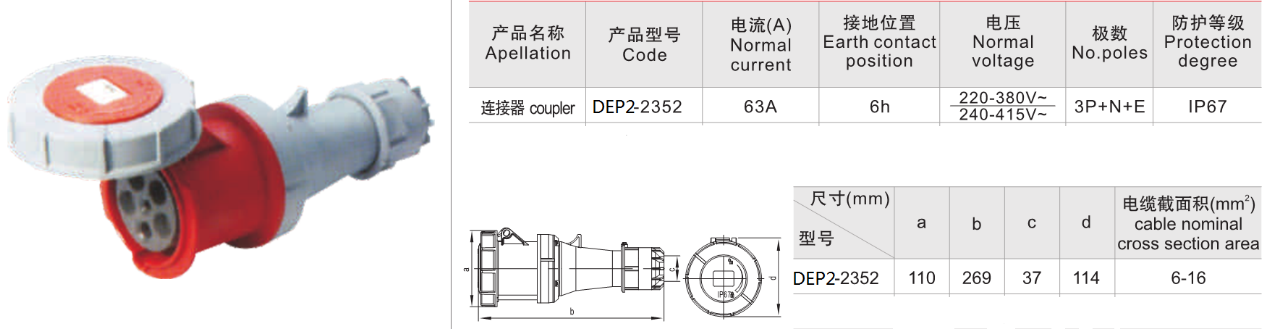 产品名称 Apellation
产品型号 Code
电流(A) Normal current
接地位置 Earth contact position
电压 Normal voltage
极数 No.poles
防护等级 Protection degree
连接器 coupler DEP2-2352 63A 6h 220-380V~ 240-415V~ 3P+N+E IP67
尺寸(mm)
型号
a b c d
电缆截面积(mm²) cable nominal cross section area
DEP2-2352 110 269 37 114 6-16
a
b
c
d
IP67